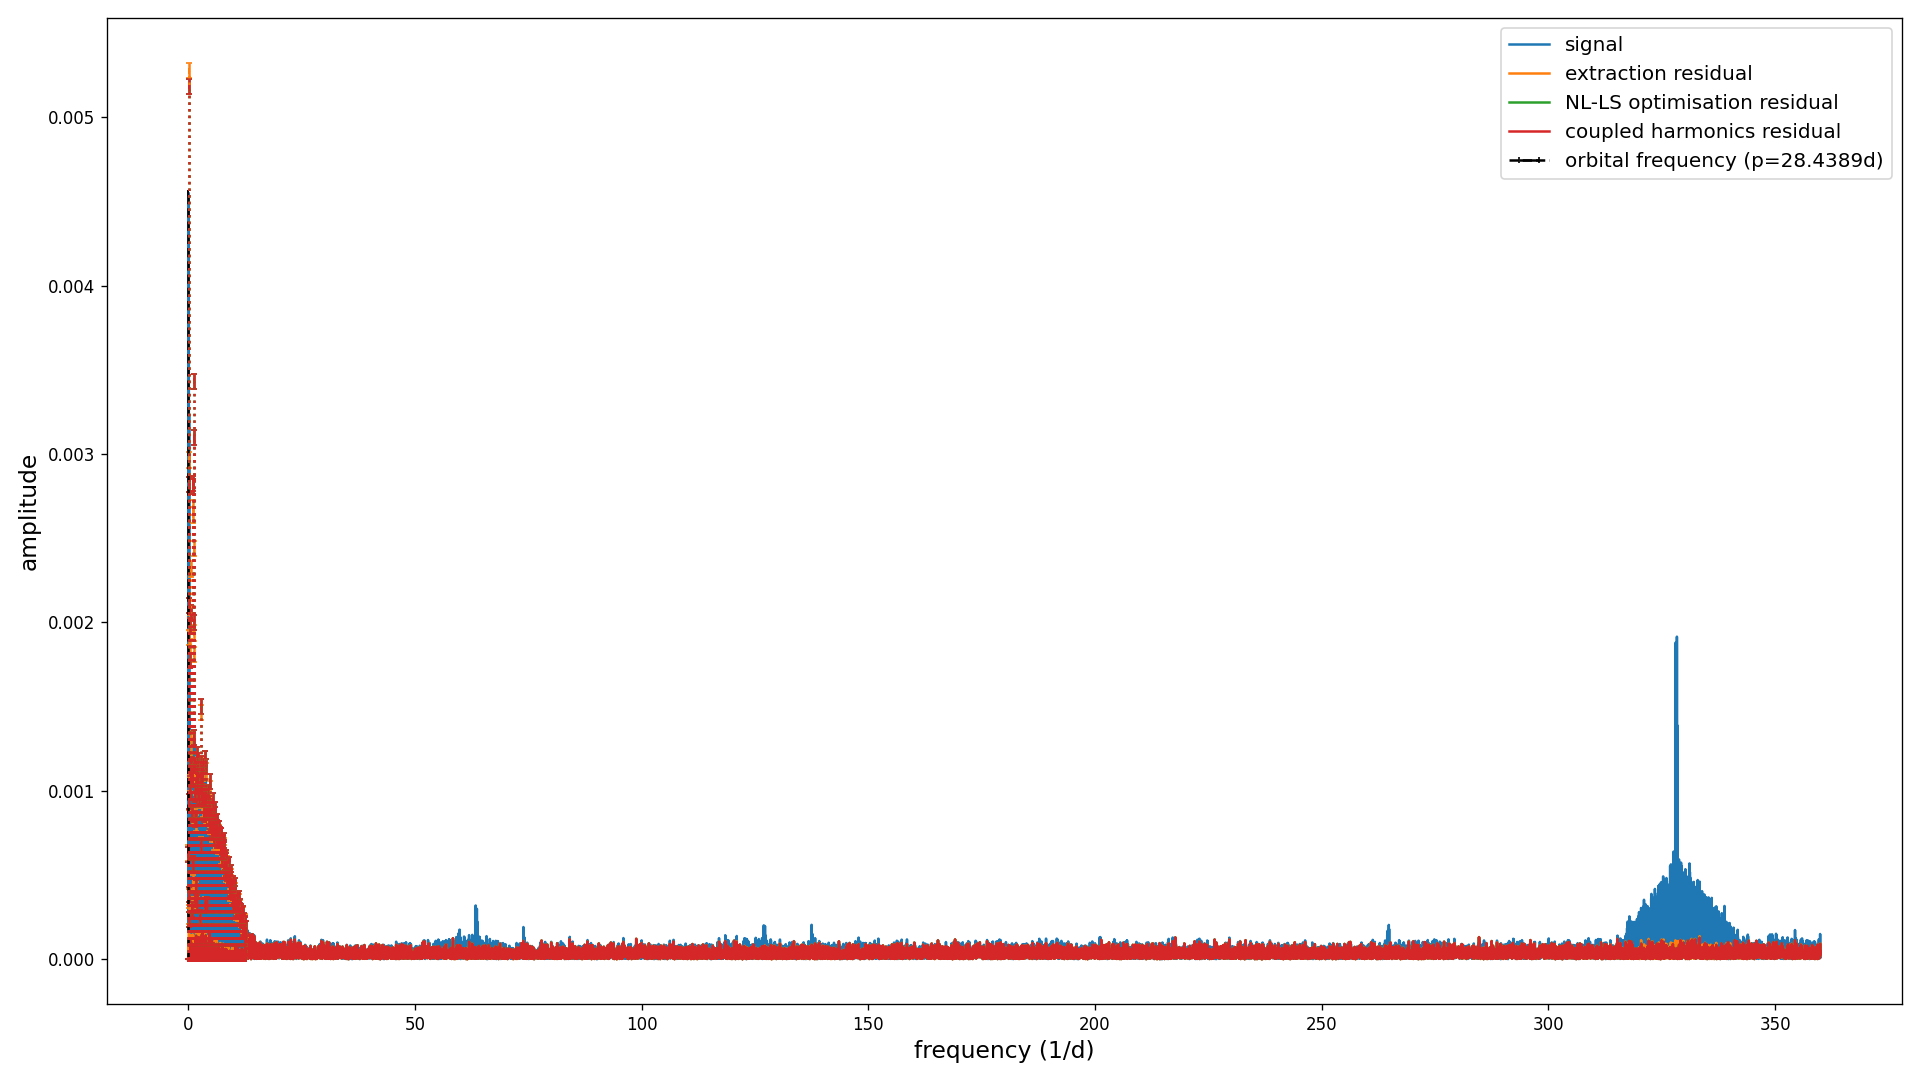 signal
extraction residual
NL-LS optimisation residual
coupled harmonics residual
orbital frequency (p=28.4389d)
0.005
0.004
0.003
0.002
0.001
0.000
amplitude
0 50 100 150 200 250 300 350
frequency (1/d)